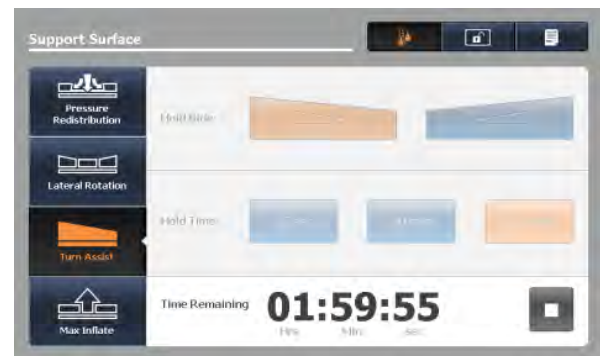 Support Surface
Pressure
Redistribution
Hold Side:
Lateral Rotation
Hold Time:
Turn Assist
Time Remaining 01:59:55
Hrs Min Sec
Max Inflate